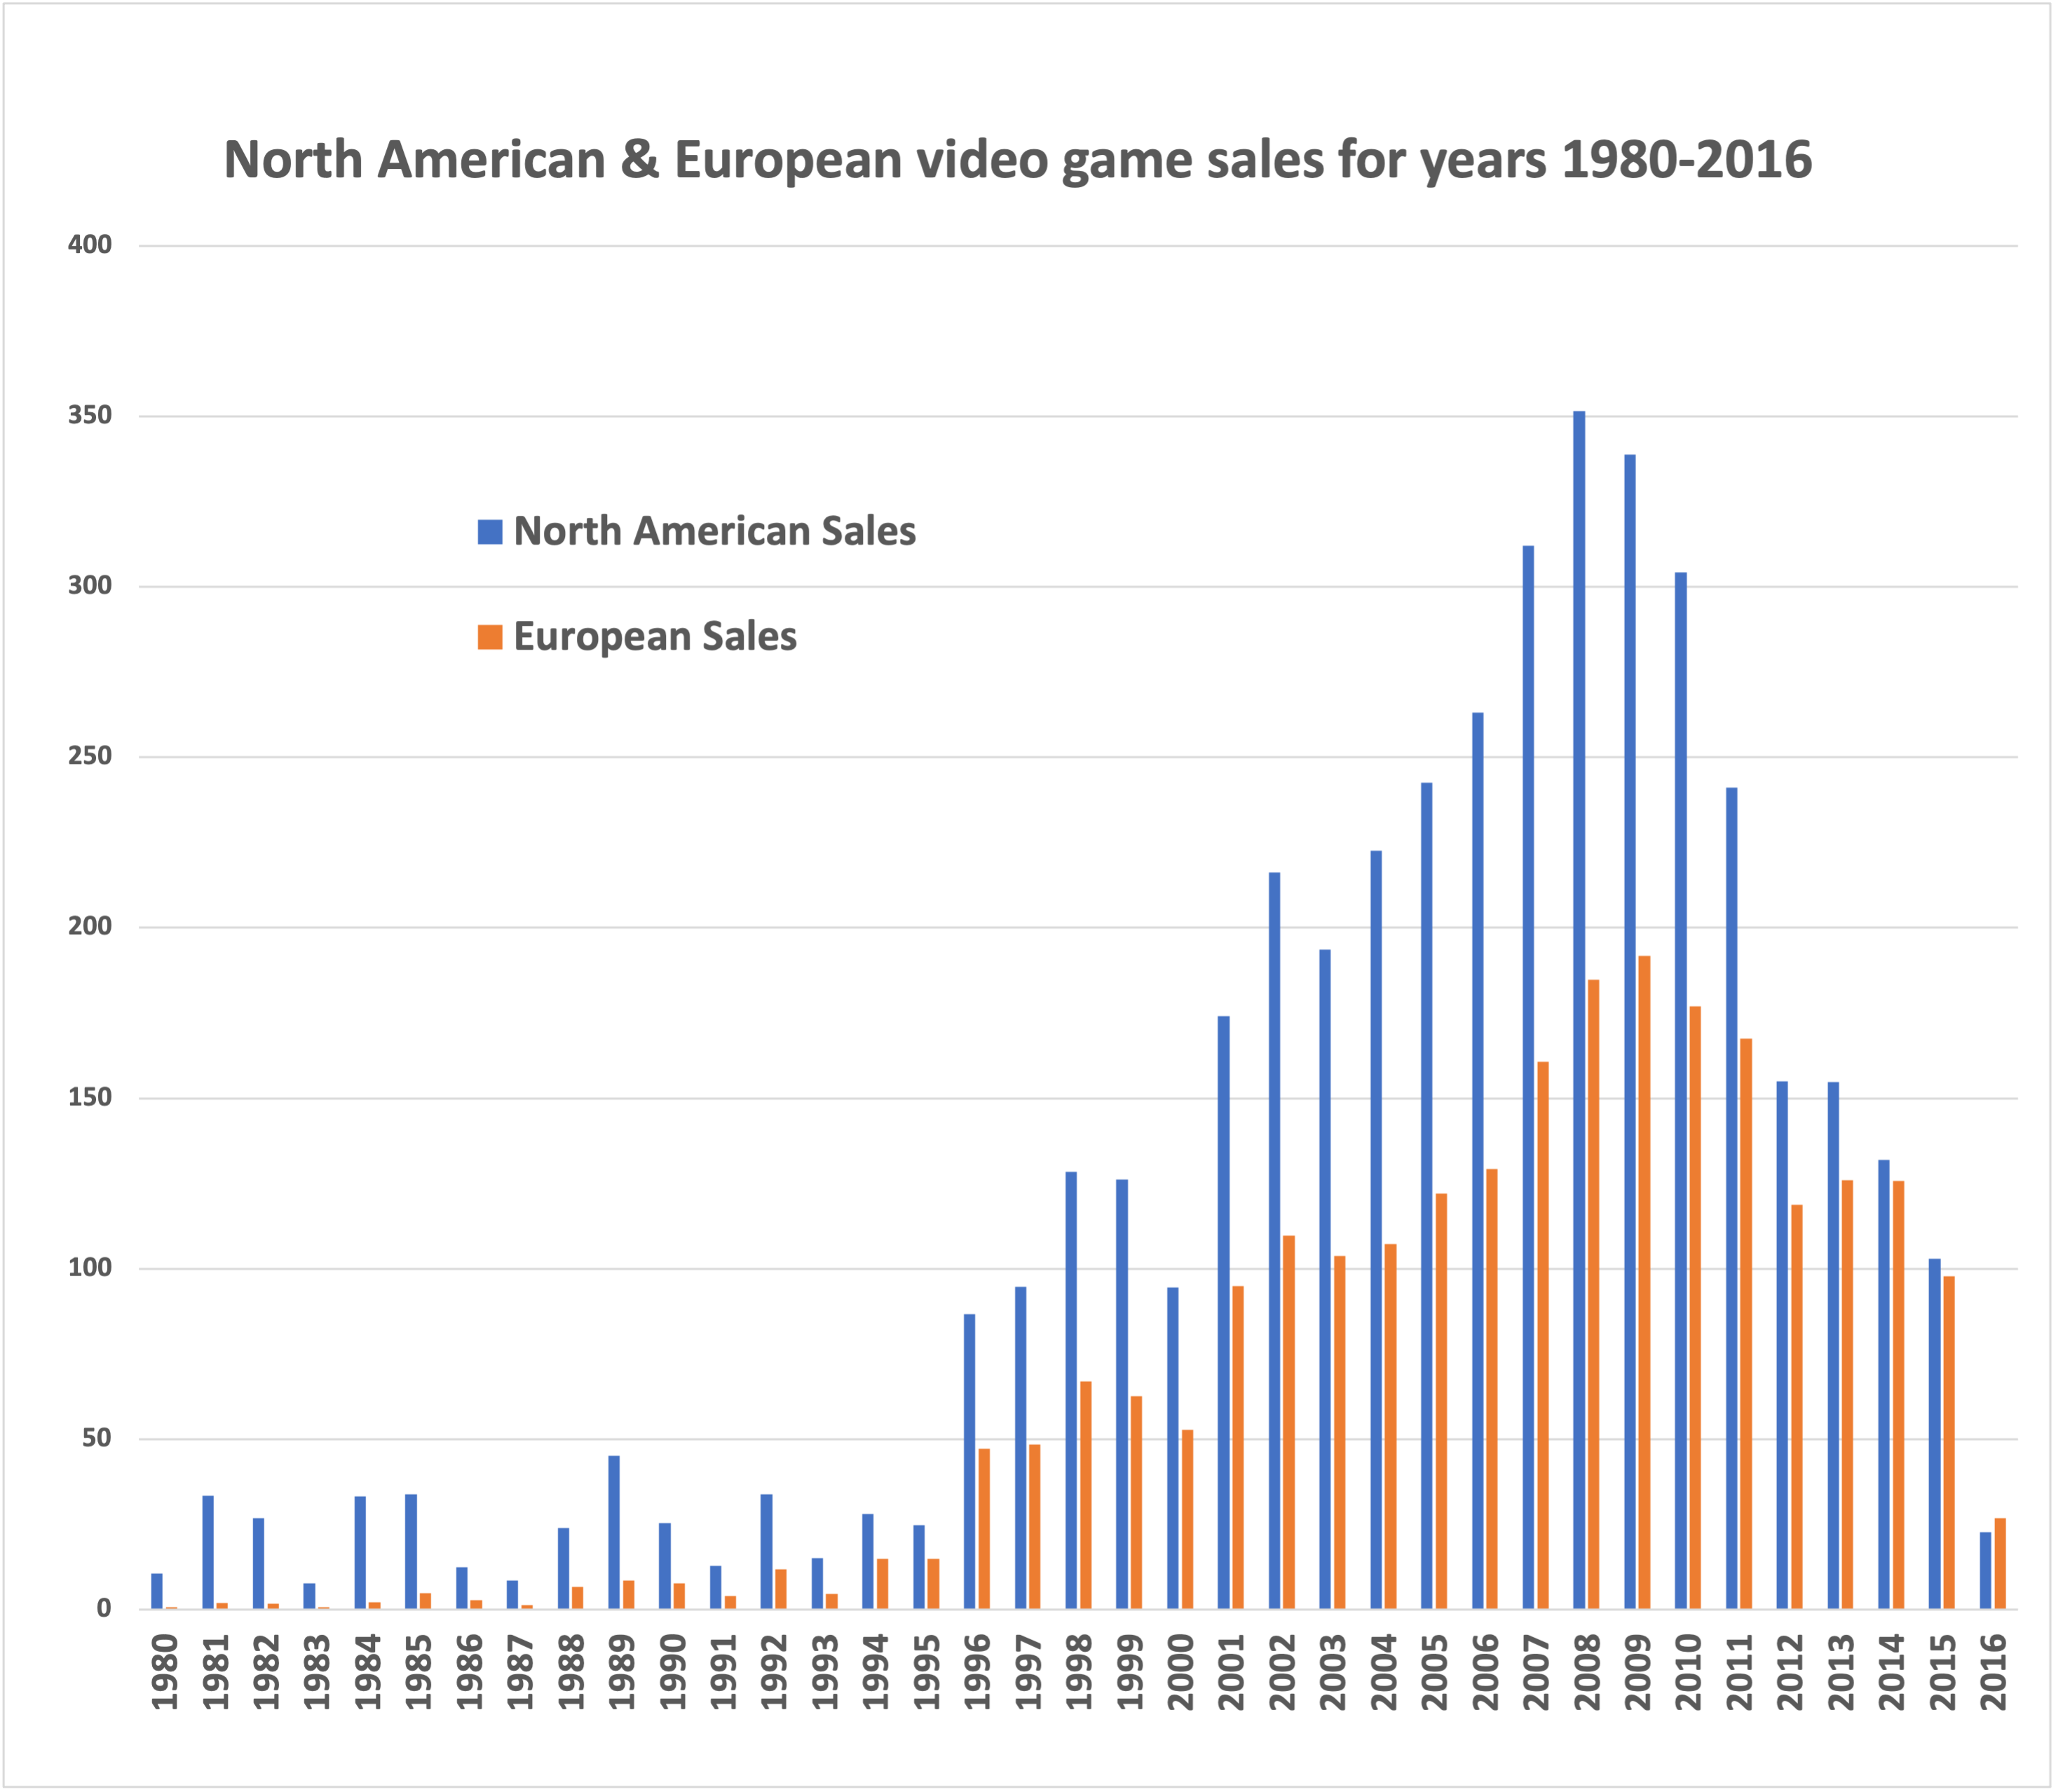 North American & European video game sales for years 1980-2016
400
350
North American Sales
300
European Sales
250
200
150
100
50
0
1980 1981 1982 1983 1984 1985 1986 1987 1988 1989 1990 1991 1992 1993 1994 1995 1996 1997 1998 1999 2000 2001 2002 2003 2004 2005 2006 2007 2008 2009 2010 2011 2012 2013 2014 2015 2016